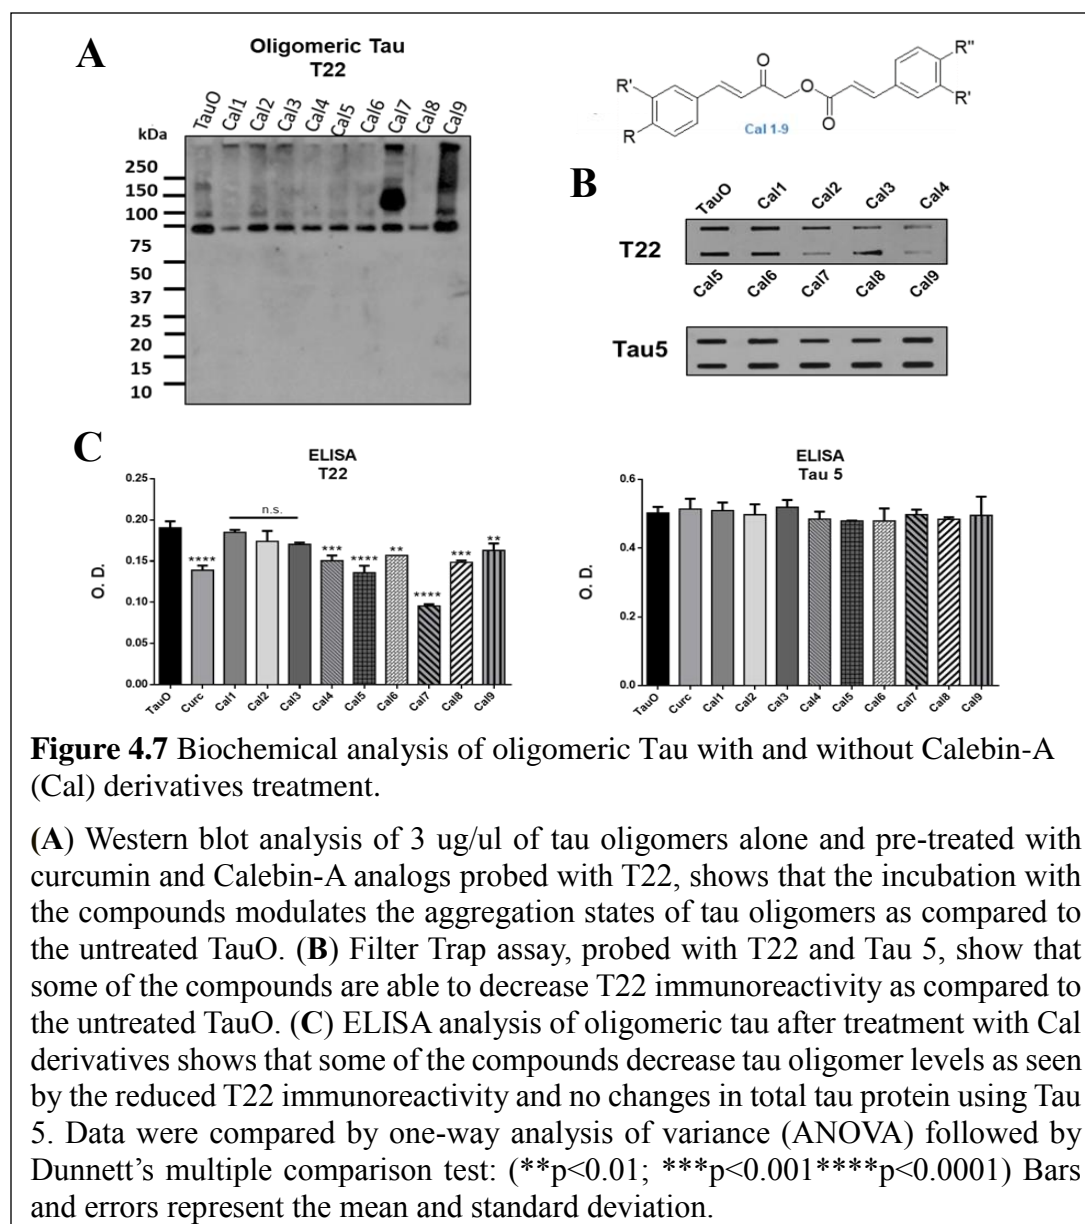 A
Oligomeric Tau
T22
TauO Cal1 Cal2 Cal3 Cal4 Cal5 Cal6 Cal7 Cal8 Cal9
kDa
250
150
100
75
50
37
25
20
15
10
O
R'
R
O
O
R"
R'
Cal 1-9
B
TauO Cal1 Cal2 Cal3 Cal4
T22
Cal5 Cal6 Cal7 Cal8 Cal9
Tau5
C
ELISA
T22
O. D.
0.25
0.20
0.15
0.10
0.05
0.00
**** n.s. *** **** ** **** *** **
TauO Curc Cal1 Cal2 Cal3 Cal4 Cal5 Cal6 Cal7 Cal8 Cal9
ELISA
Tau 5
O. D.
0.6
0.4
0.2
0.0
TauO Curc Cal1 Cal2 Cal3 Cal4 Cal5 Cal6 Cal7 Cal8 Cal9
Figure 4.7 Biochemical analysis of oligomeric Tau with and without Calebin-A
(Cal) derivatives treatment.
(A) Western blot analysis of 3 ug/ul of tau oligomers alone and pre-treated with
curcumin and Calebin-A analogs probed with T22, shows that the incubation with
the compounds modulates the aggregation states of tau oligomers as compared to
the untreated TauO. (B) Filter Trap assay, probed with T22 and Tau 5, show that
some of the compounds are able to decrease T22 immunoreactivity as compared to
the untreated TauO. (C) ELISA analysis of oligomeric tau after treatment with Cal
derivatives shows that some of the compounds decrease tau oligomer levels as seen
by the reduced T22 immunoreactivity and no changes in total tau protein using Tau
5. Data were compared by one-way analysis of variance (ANOVA) followed by
Dunnett’s multiple comparison test: (**p<0.01; ***p<0.001****p<0.0001) Bars
and errors represent the mean and standard deviation.